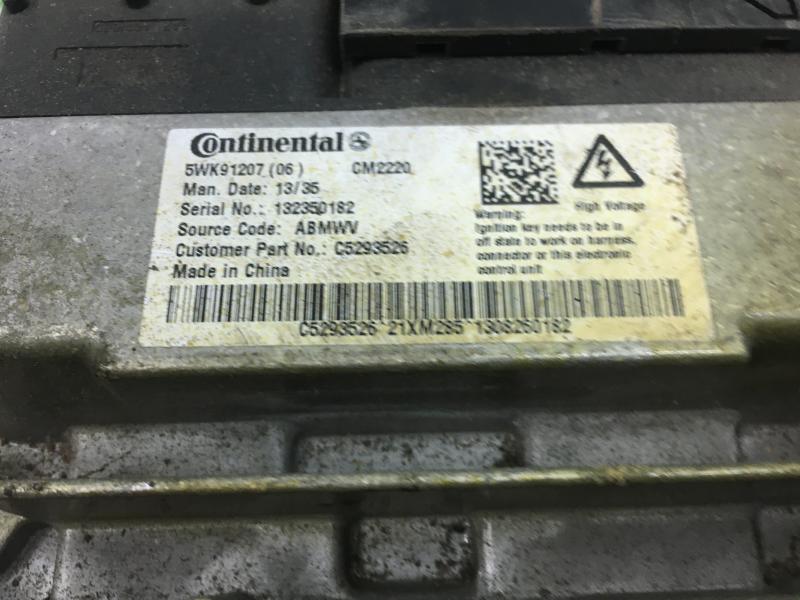 Continental
5WK91207 (06) CM2220
Man. Date: 13/35
Serial No.: 132350182
Source Code: ABMWV
Customer Part No.: C5293526
Made in China
High Voltage
Warning:
Ignition key needs to be in
off state to work on harness,
connector or this electronic
control unit
C5293526 21XM285 1308260182